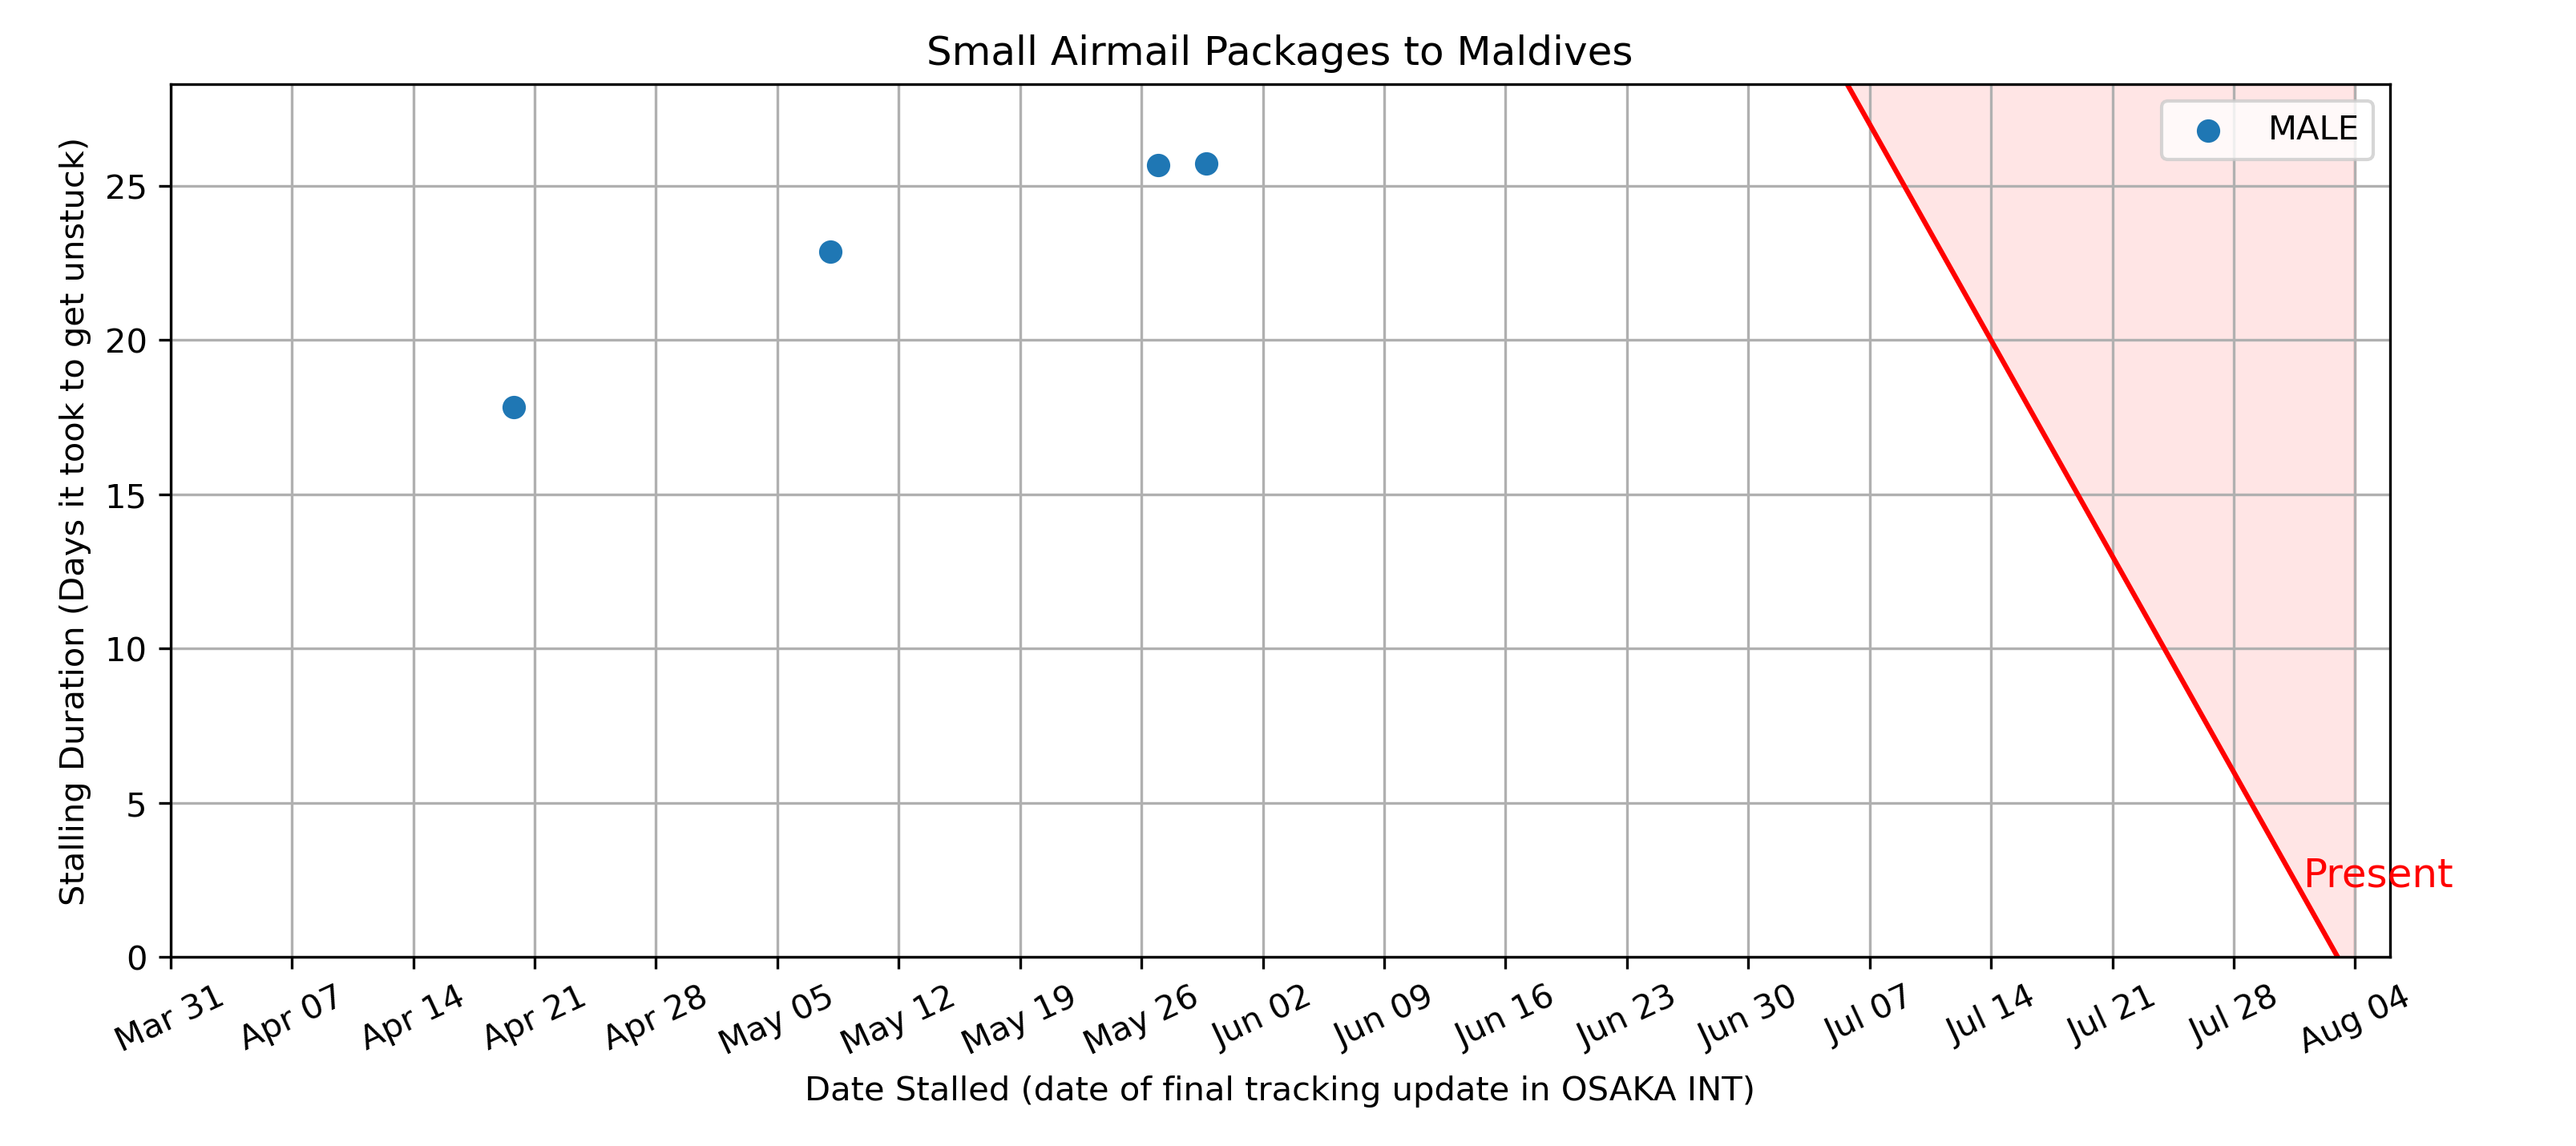 Small Airmail Packages to Maldives
MALE
Stalling Duration (Days it took to get unstuck)
25
20
15
10
5
0
Present
Mar 31 Apr 07 Apr 14 Apr 21 Apr 28 May 05 May 12 May 19 May 26 Jun 02 Jun 09 Jun 16 Jun 23 Jun 30 Jul 07 Jul 14 Jul 21 Jul 28 Aug 04
Date Stalled (date of final tracking update in OSAKA INT)